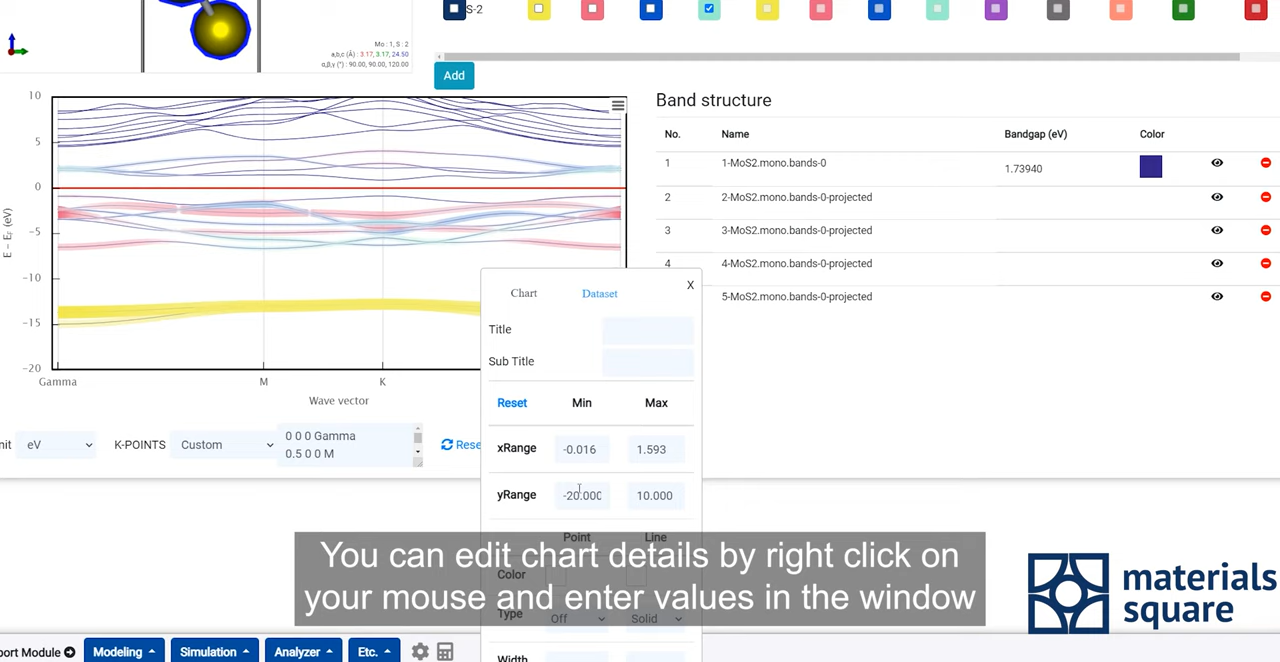 S-2
Mo : 1, S : 2
a,b,c (Å) : 3.17, 3.17, 24.50
α,β,γ (°) : 90.00, 90.00, 120.00
Add
10
5
0
-5
-10
-15
-20
E - EF (eV)
Gamma
M
K
Wave vector
nit
eV
K-POINTS
Custom
0 0 0 Gamma
0.5 0 0 M
Rese
Band structure
No. Name Bandgap (eV) Color
1 1-MoS2.mono.bands-0 1.73940
2 2-MoS2.mono.bands-0-projected
3 3-MoS2.mono.bands-0-projected
4 4-MoS2.mono.bands-0-projected
5-MoS2.mono.bands-0-projected
Chart Dataset X
Title
Sub Title
Reset Min Max
xRange -0.016 1.593
yRange -20.000 10.000
Point Line
Color
Type Off Solid
Width
You can edit chart details by right click on
your mouse and enter values in the window
materials
square
port Module
Modeling
Simulation
Analyzer
Etc.